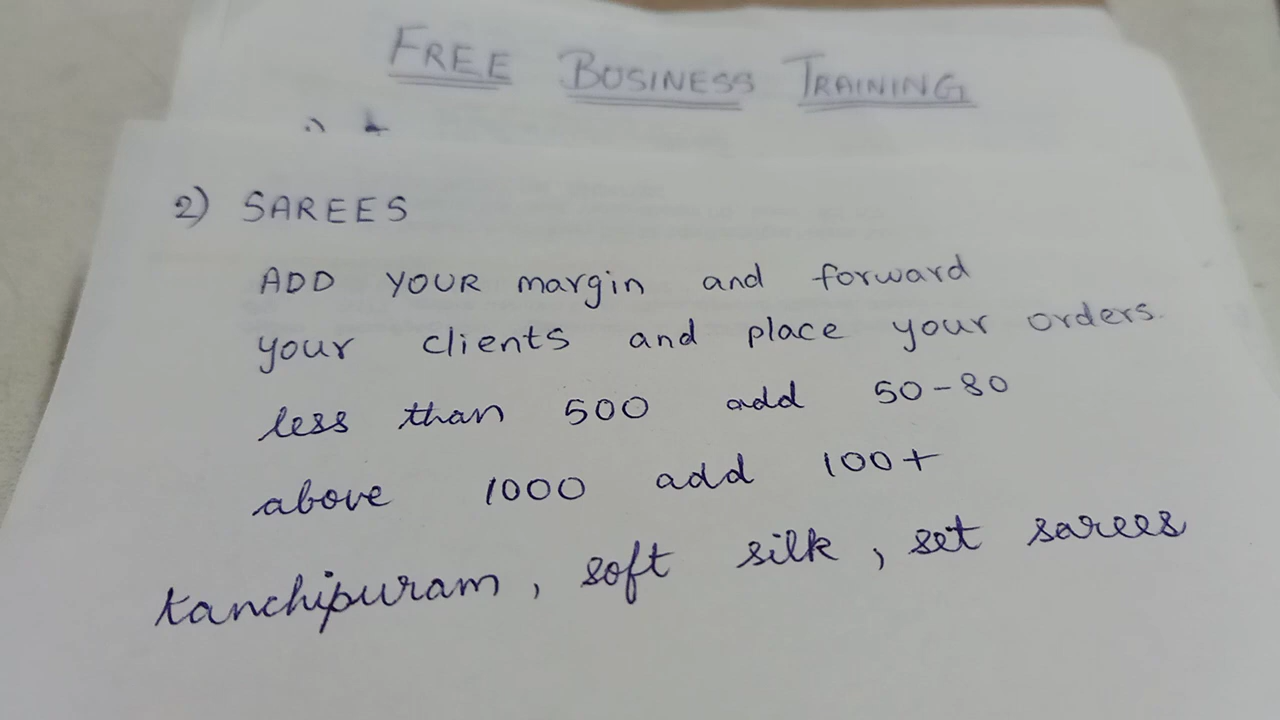 FREE BUSINESS TRAINING
2) SAREES
ADD YOUR margin and forward
your clients and place your orders.
less than 500 add 50-80
above 1000 add 100+
kanchipuram, soft silk, set sarees